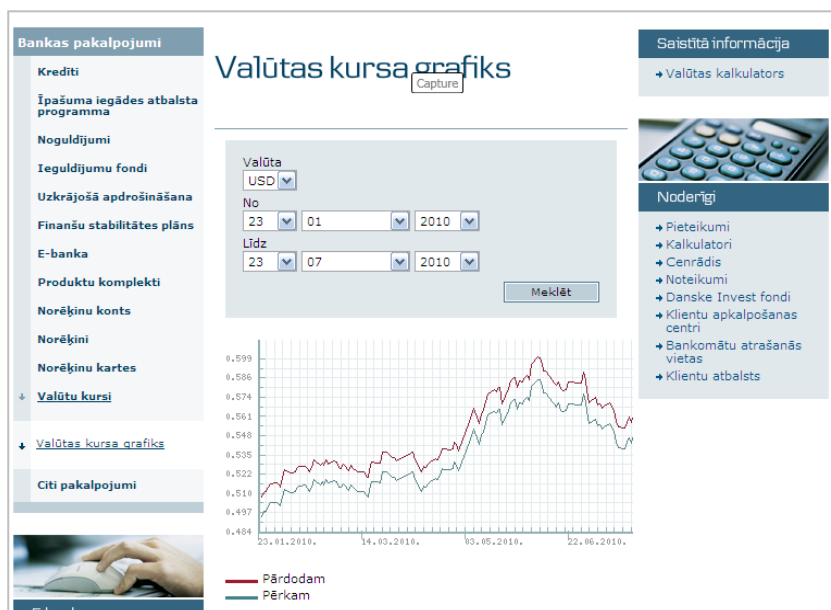 Bankas pakalpojumi
Kredīti
Īpašuma iegādes atbalsta
programma
Noguldījumi
Ieguldījumu fondi
Uzkrājošā apdrošināšana
Finanšu stabilitātes plāns
E-banka
Produktu komplekti
Norēķinu konts
Norēķini
Norēķinu kartes
Valūtu kursi
Valūtas kursa grafiks
Citi pakalpojumi
Valūtas kursa grafiks
Capture
Valūta
USD
No
23 01 2010
Līdz
23 07 2010
Meklēt
0.599
0.586
0.574
0.561
0.548
0.535
0.522
0.510
0.497
0.484
23.01.2010. 14.03.2010. 03.05.2010. 22.06.2010.
Pārdodam
Pērkam
Saistītā informācija
Valūtas kalkulators
Noderīgi
Pieteikumi
Kalkulatori
Cenrādis
Noteikumi
Danske Invest fondi
Klientu apkalpošanas
centri
Bankomātu atrašanās
vietas
Klientu atbalsts